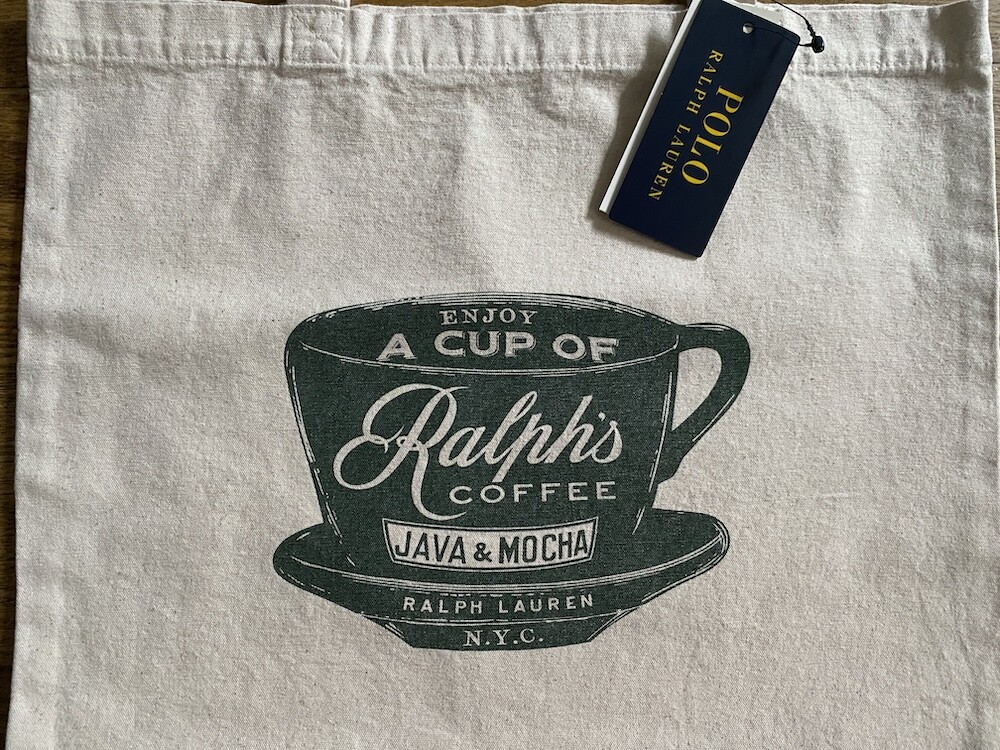 POLO
RALPH LAUREN
ENJOY
A CUP OF
Ralph's
COFFEE
JAVA & MOCHA
RALPH LAUREN
N.Y.C.